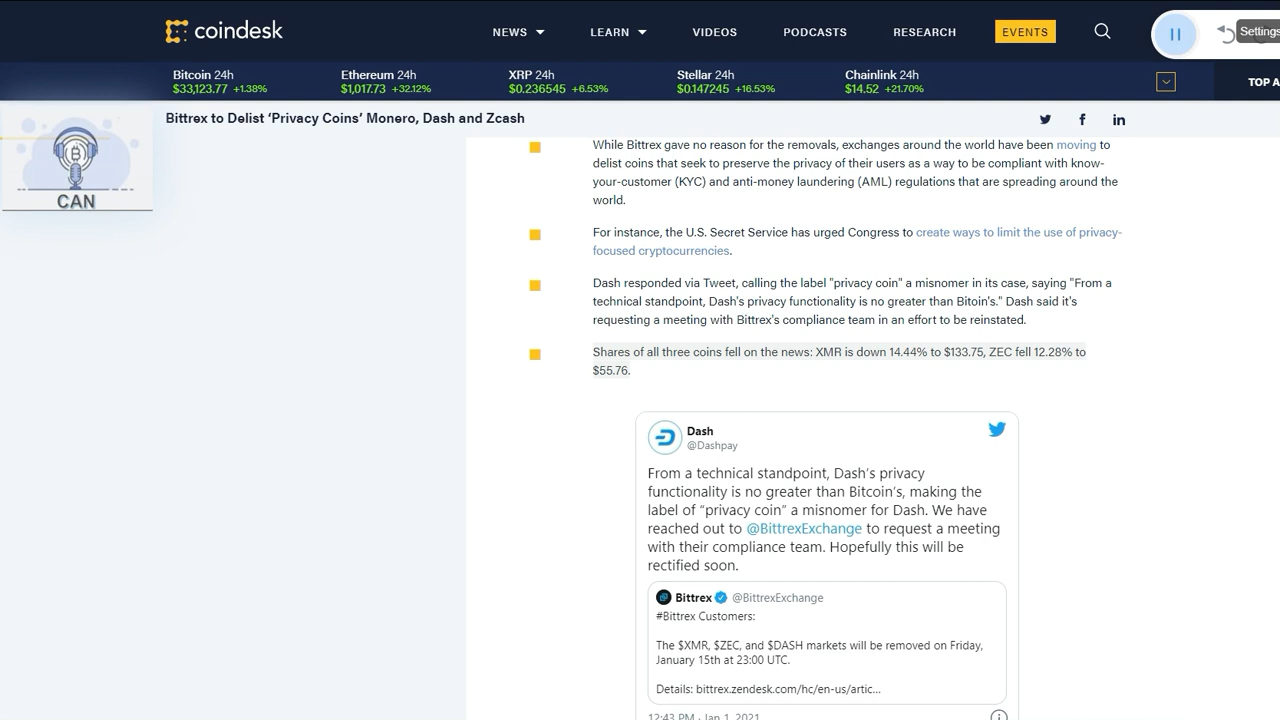 coindesk
NEWS LEARN VIDEOS PODCASTS RESEARCH EVENTS
Settings
Bitcoin 24h Ethereum 24h XRP 24h Stellar 24h Chainlink 24h
$33,123.77 +1.38% $1,017.73 +32.12% $0.236545 +6.53% $0.147245 +16.53% $14.52 +21.70%
TOP A
Bittrex to Delist ‘Privacy Coins’ Monero, Dash and Zcash
CAN
While Bittrex gave no reason for the removals, exchanges around the world have been moving to
delist coins that seek to preserve the privacy of their users as a way to be compliant with know-
your-customer (KYC) and anti-money laundering (AML) regulations that are spreading around the
world.
For instance, the U.S. Secret Service has urged Congress to create ways to limit the use of privacy-
focused cryptocurrencies.
Dash responded via Tweet, calling the label "privacy coin" a misnomer in its case, saying "From a
technical standpoint, Dash's privacy functionality is no greater than Bitoin's." Dash said it's
requesting a meeting with Bittrex's compliance team in an effort to be reinstated.
Shares of all three coins fell on the news: XMR is down 14.44% to $133.75, ZEC fell 12.28% to
$55.76.
Dash
@Dashpay
From a technical standpoint, Dash's privacy
functionality is no greater than Bitcoin's, making the
label of “privacy coin” a misnomer for Dash. We have
reached out to @BittrexExchange to request a meeting
with their compliance team. Hopefully this will be
rectified soon.
Bittrex @BittrexExchange
#Bittrex Customers:
The $XMR, $ZEC, and $DASH markets will be removed on Friday,
January 15th at 23:00 UTC.
Details: bittrex.zendesk.com/hc/en-us/artic...
12:43 PM · Jan 1, 2021